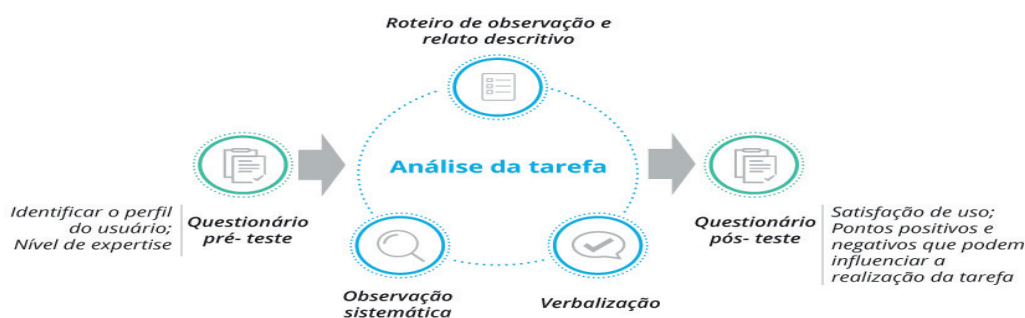 Roteiro de observação e
relato descritivo
Análise da tarefa
Identificar o perfil
do usuário;
Nível de expertise
Questionário
pré- teste
Questionário
pós- teste
Satisfação de uso;
Pontos positivos e
negativos que podem
influenciar a
realização da tarefa
Observação
sistemática
Verbalização